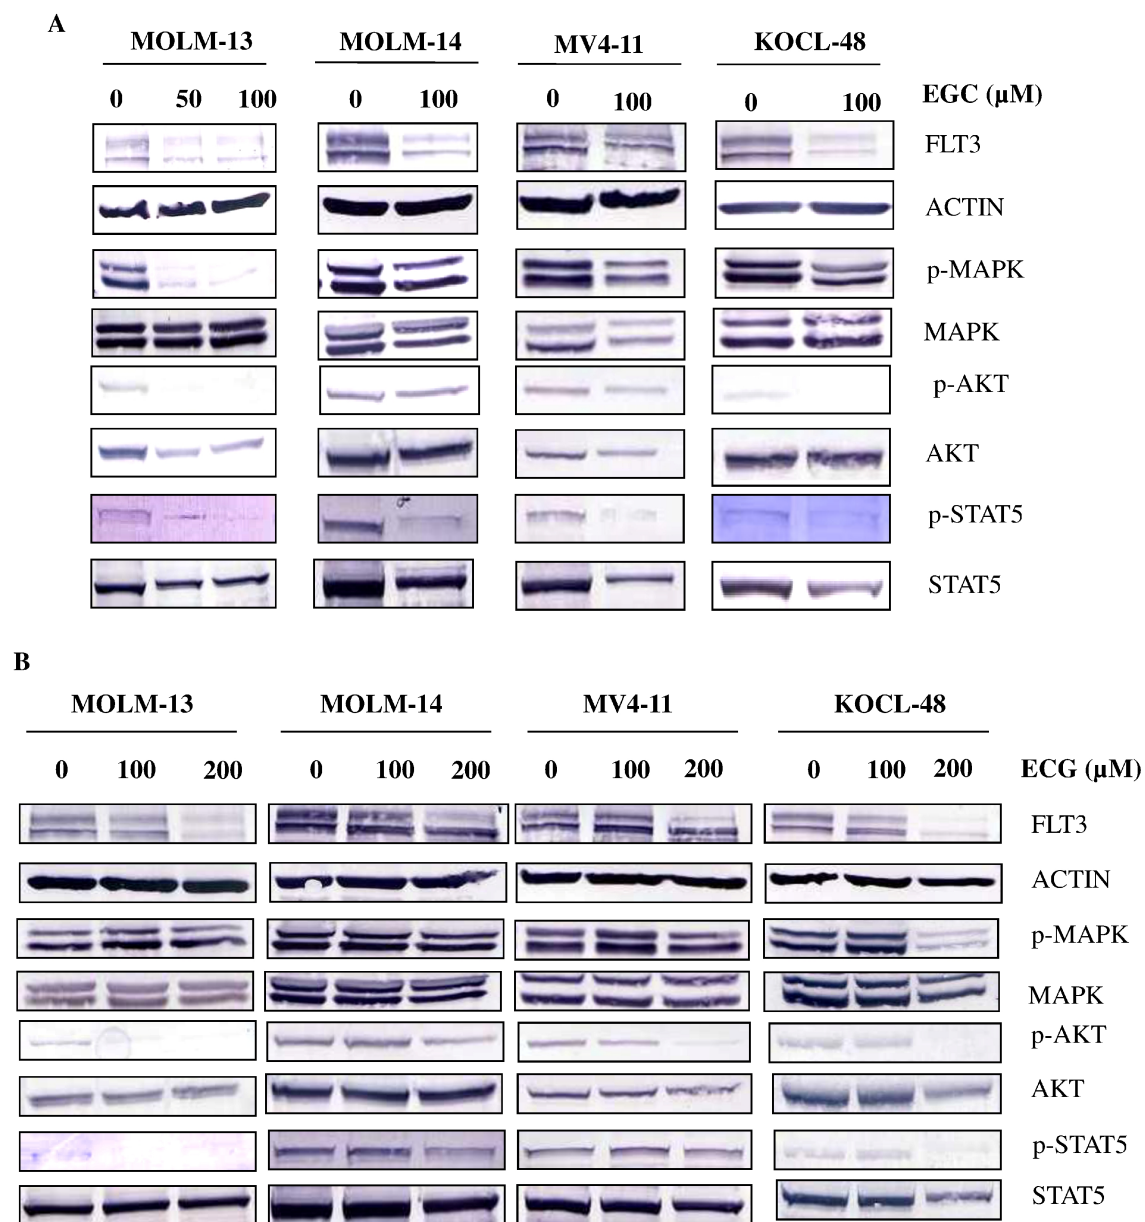 A
MOLM-13 MOLM-14 MV4-11 KOCL-48
0 50 100 0 100 0 100 0 100 EGC (µM)
FLT3
ACTIN
p-MAPK
MAPK
p-AKT
AKT
p-STAT5
STAT5
B
MOLM-13 MOLM-14 MV4-11 KOCL-48
0 100 200 0 100 200 0 100 200 0 100 200 ECG (µM)
FLT3
ACTIN
p-MAPK
MAPK
p-AKT
AKT
p-STAT5
STAT5